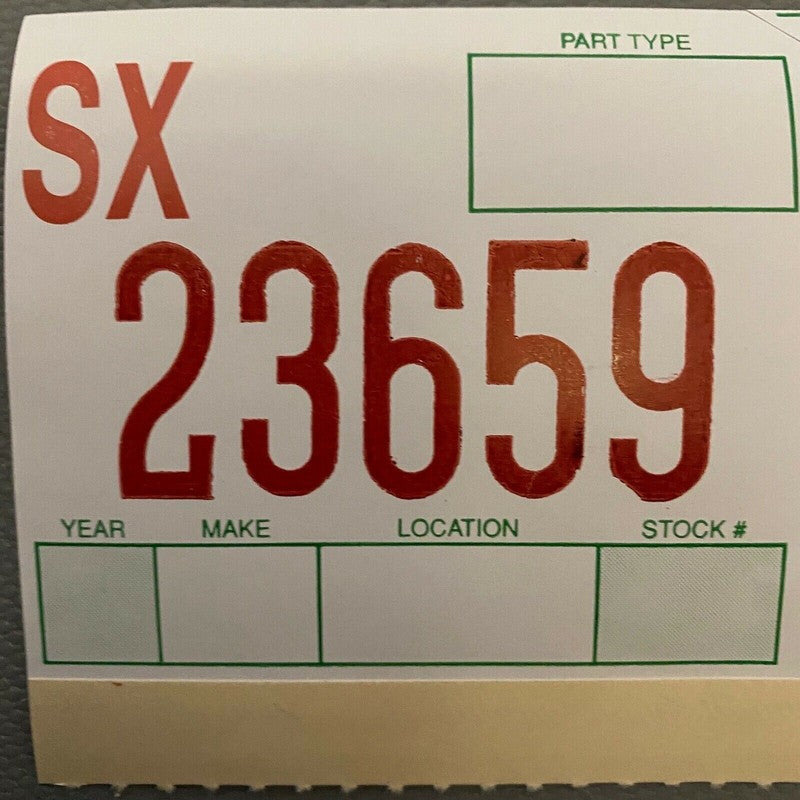 PART TYPE
SX
23659
YEAR MAKE LOCATION STOCK #